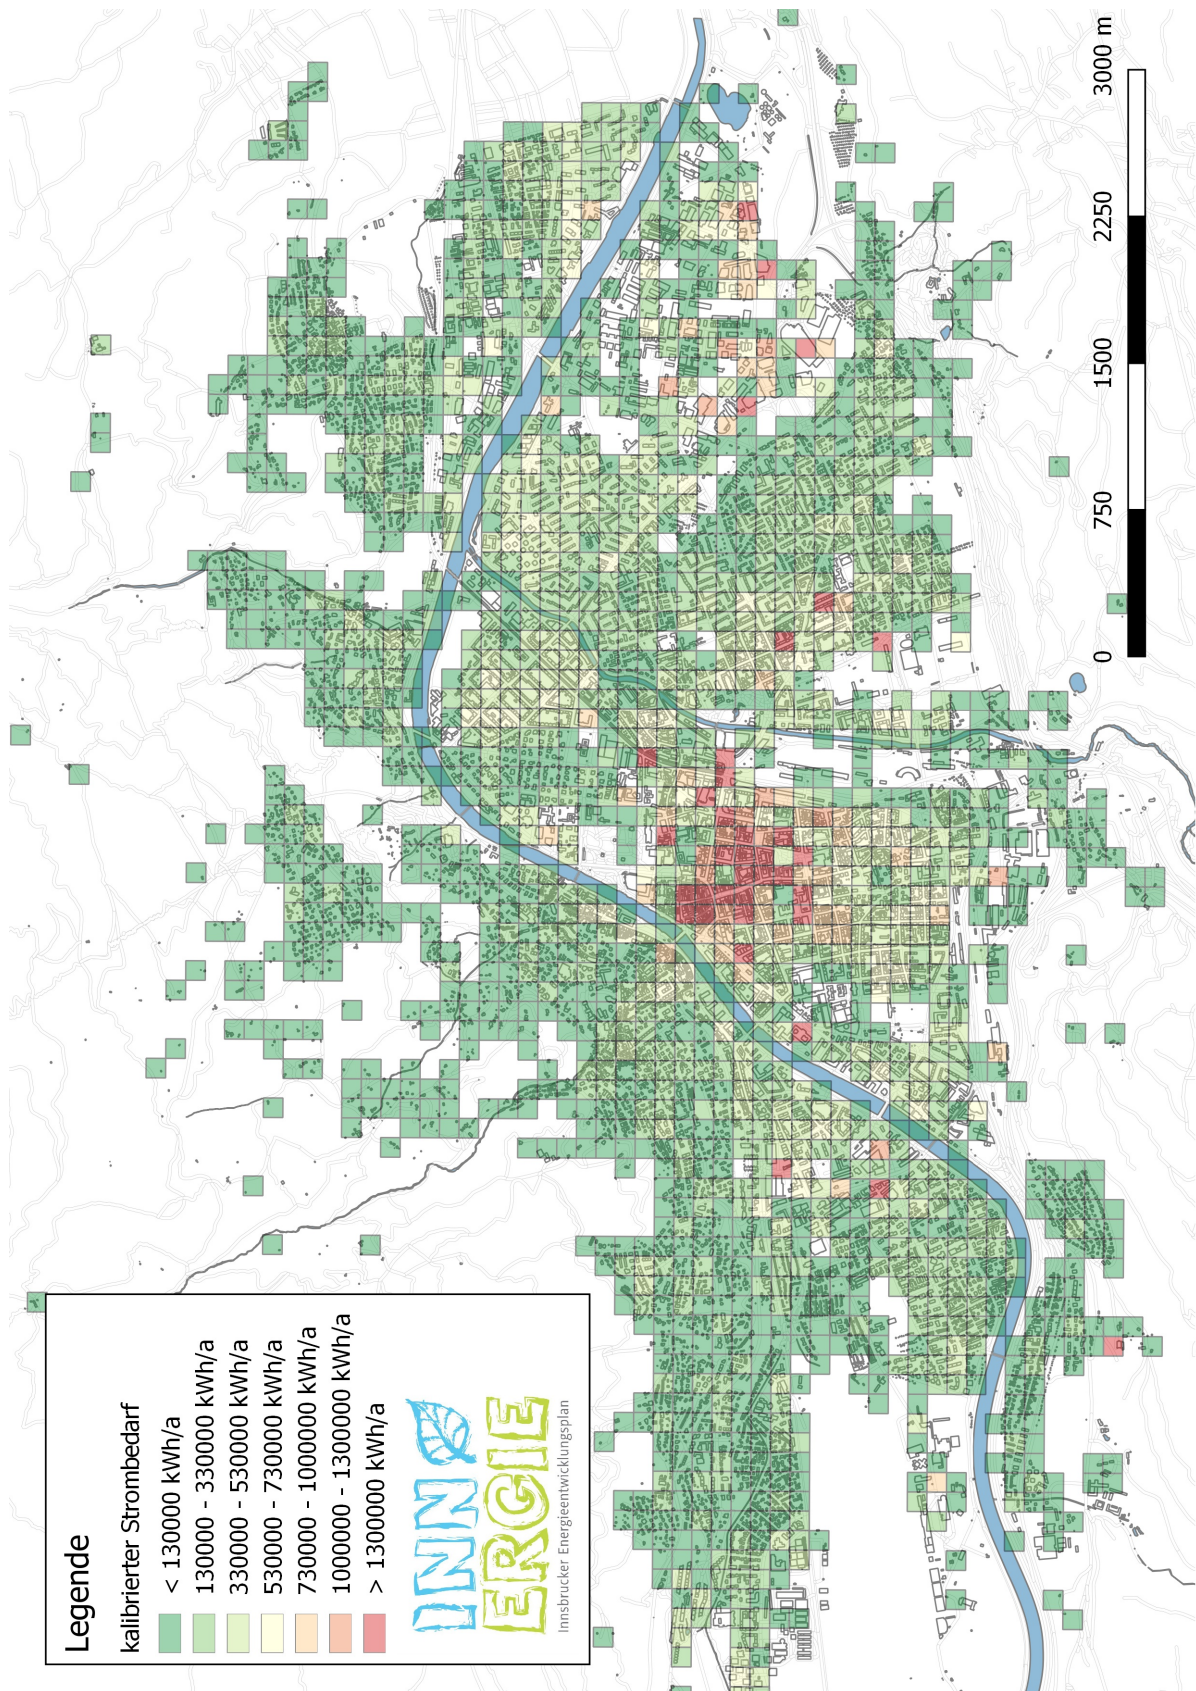 Legende
kalibrierter Strombedarf
< 130000 kWh/a
130000 - 330000 kWh/a
330000 - 530000 kWh/a
530000 - 730000 kWh/a
730000 - 1000000 kWh/a
1000000 - 1300000 kWh/a
> 1300000 kWh/a
INN
ERGIE
Innsbrucker Energieentwicklungsplan
0 750 1500 2250 3000 m